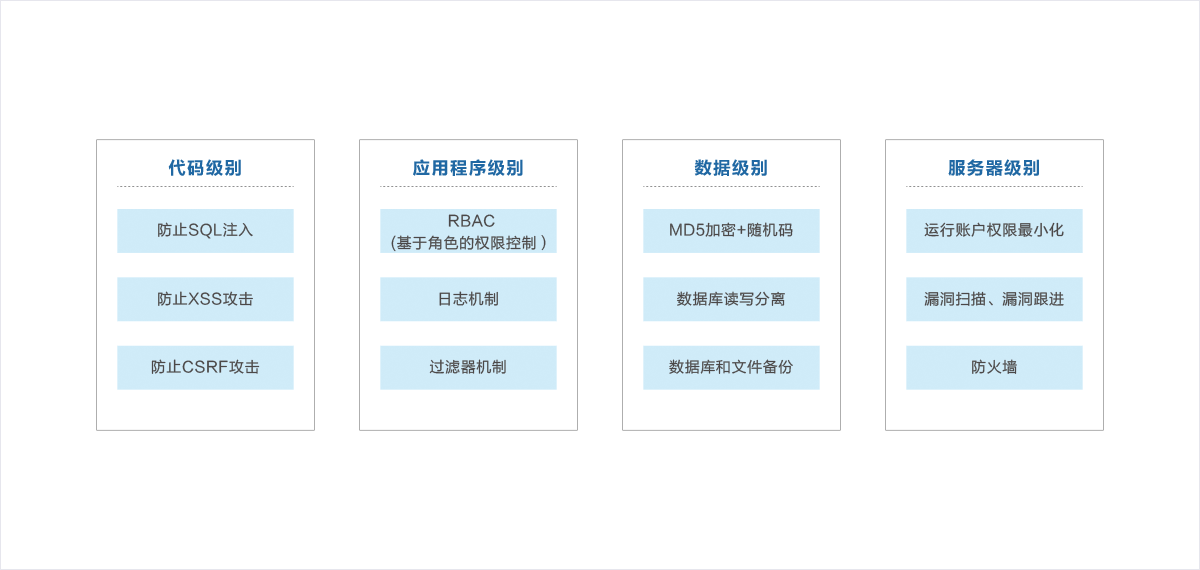 代码级别
防止SQL注入
防止XSS攻击
防止CSRF攻击
应用程序级别
RBAC
(基于角色的权限控制 )
日志机制
过滤器机制
数据级别
MD5加密+随机码
数据库读写分离
数据库和文件备份
服务器级别
运行账户权限最小化
漏洞扫描、漏洞跟进
防火墙